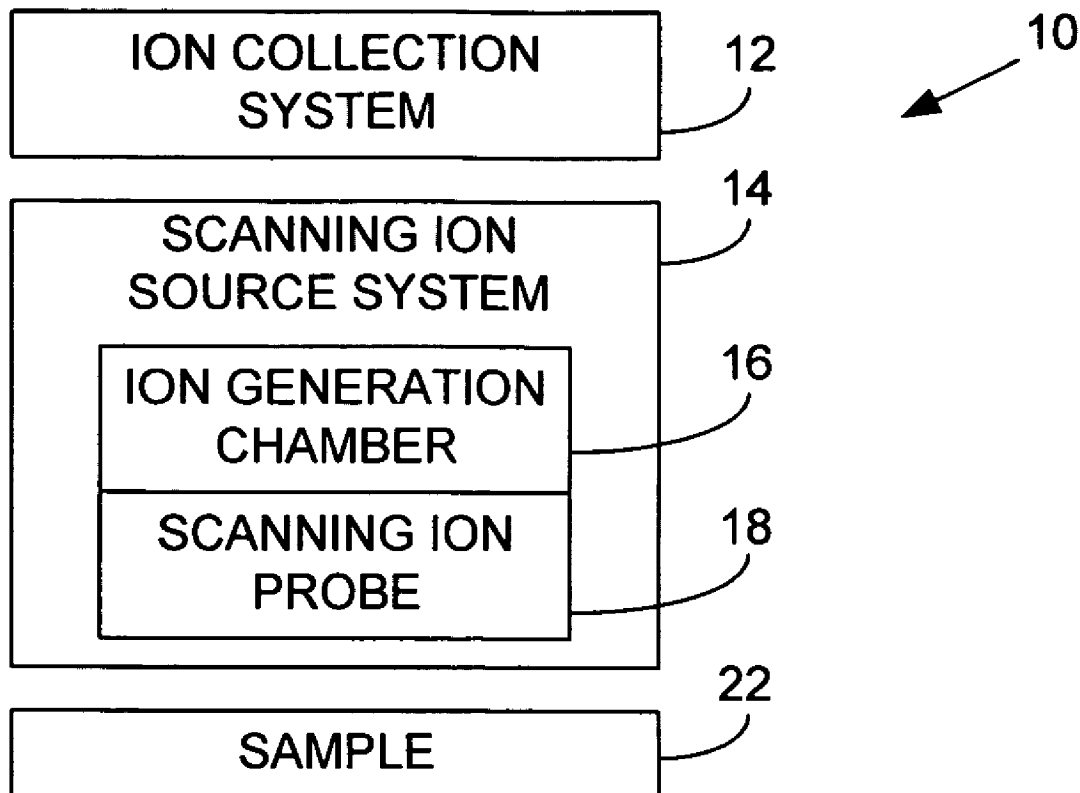 ION COLLECTION
SYSTEM
12
10
14
SCANNING ION
SOURCE SYSTEM
ION GENERATION
CHAMBER
16
SCANNING ION
PROBE
18
22
SAMPLE